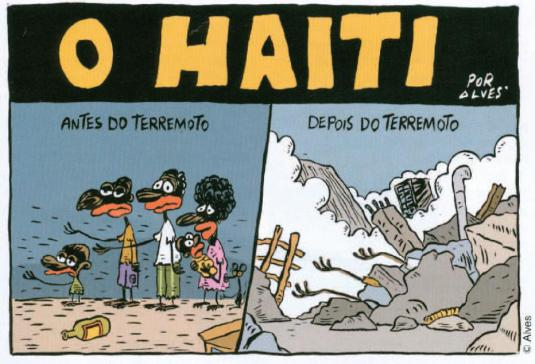 O HAITI
POR
ALVES
ANTES DO TERREMOTO
DEPOIS DO TERREMOTO
© Alves